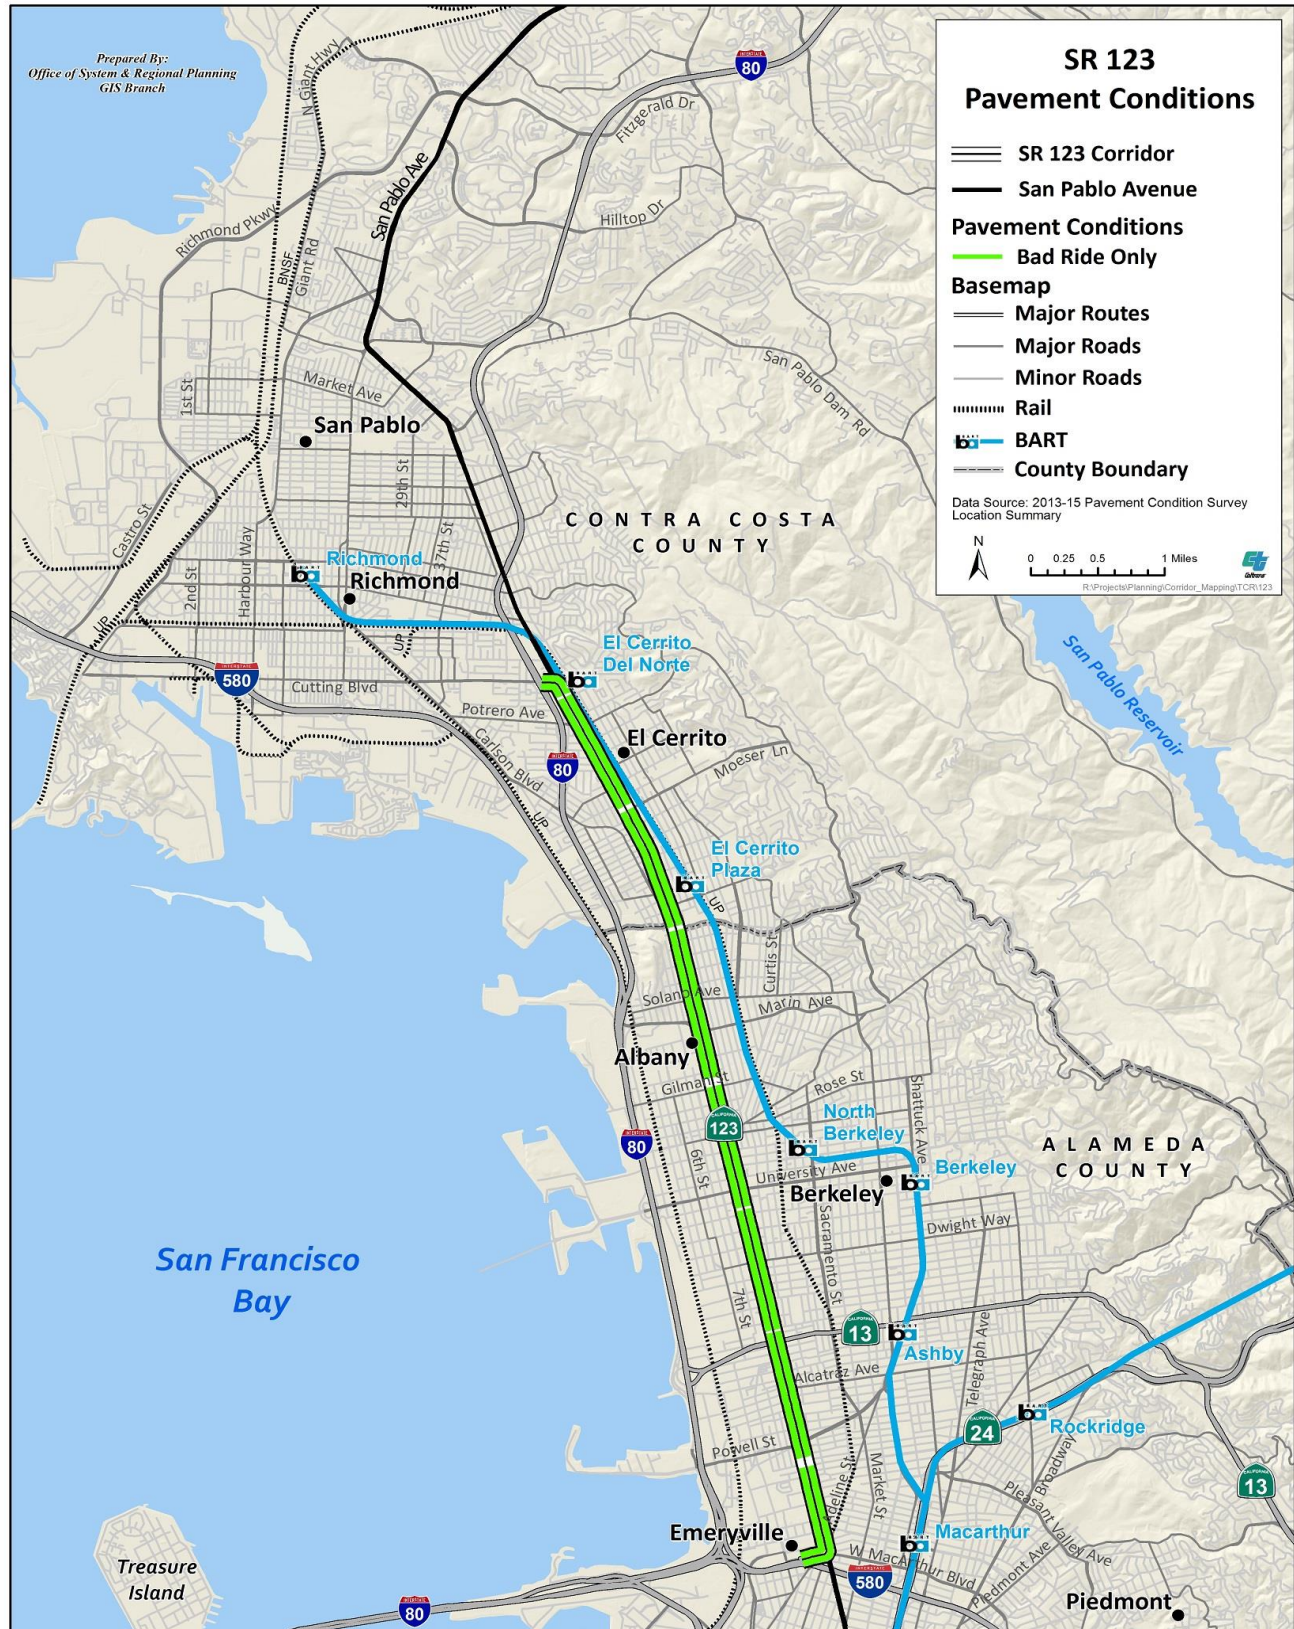 Prepared By:
Office of System & Regional Planning
GIS Branch
SR 123
Pavement Conditions
SR 123 Corridor
San Pablo Avenue
Pavement Conditions
Bad Ride Only
Basemap
Major Routes
Major Roads
Minor Roads
Rail
BART
County Boundary
Data Source: 2013-15 Pavement Condition Survey
Location Summary
N
0 0.25 0.5 1 Miles
R:\Projects\Planning\Corridor_Mapping\TCR\123
80
N Giant Hwy
Fitzgerald Dr
San Pablo Ave
Hilltop Dr
Richmond Pkwy
BNSF
Giant Rd
San Pablo Dam Rd
Market Ave
1st St
San Pablo
29th St
CONTRA COSTA
COUNTY
Castro St
Harbour Way
37th St
Richmond
Richmond
2nd St
UP
UP
El Cerrito
Del Norte
San Pablo Reservoir
580
Cutting Blvd
Potrero Ave
El Cerrito
Carlson Blvd
Moeser Ln
80
UP
El Cerrito
Plaza
UP
Curtis St
Solano Ave
Marin Ave
Albany
Gilman St
Rose St
Shattuck Ave
123
North
Berkeley
80
6th St
University Ave
Berkeley
Berkeley
ALAMEDA
COUNTY
Sacramento St
Dwight Way
San Francisco
Bay
7th St
13
Ashby
Telegraph Ave
Alcatraz Ave
Rockridge
24
Powell St
Adeline St
Market St
Broadway
Pleasant Valley Ave
13
Emeryville
Macarthur
W MacArthur Blvd
Piedmont Ave
580
Treasure
Island
80
Piedmont